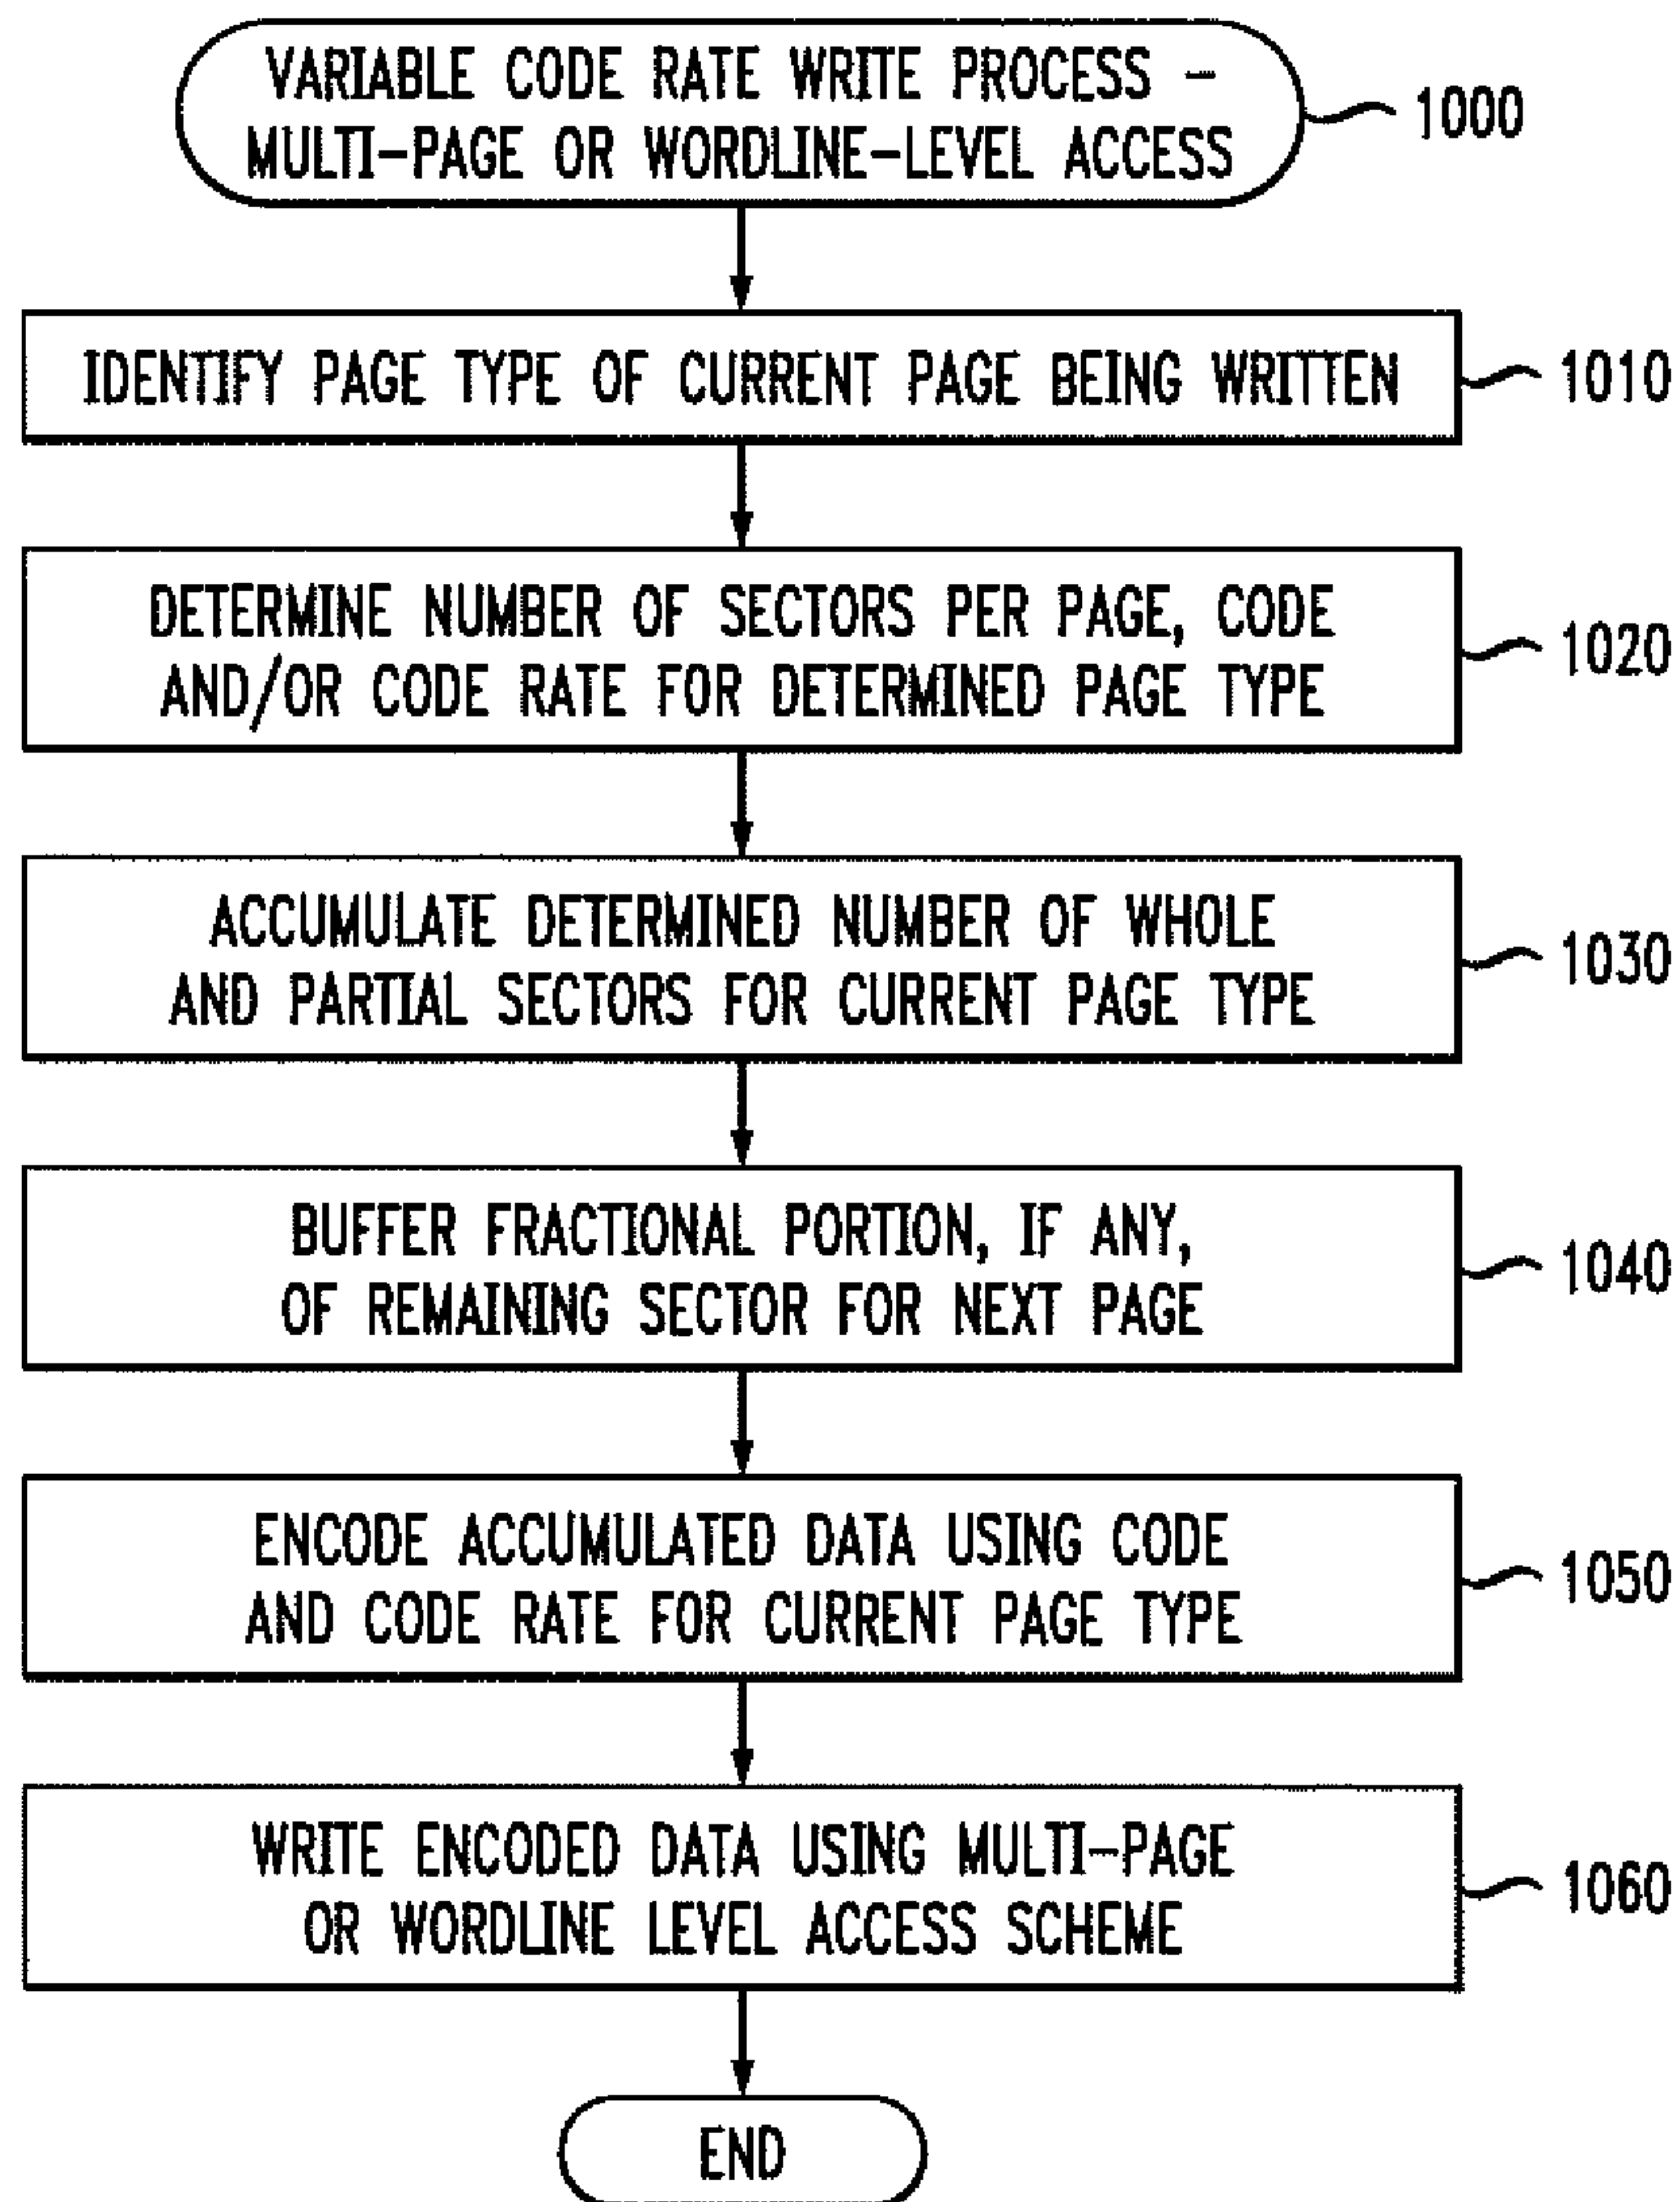 VARIABLE CODE RATE WRITE PROCESS -
MULTI-PAGE OR WORDLINE-LEVEL ACCESS
1000
IDENTIFY PAGE TYPE OF CURRENT PAGE BEING WRITTEN
1010
DETERMINE NUMBER OF SECTORS PER PAGE, CODE
AND/OR CODE RATE FOR DETERMINED PAGE TYPE
1020
ACCUMULATE DETERMINED NUMBER OF WHOLE
AND PARTIAL SECTORS FOR CURRENT PAGE TYPE
1030
BUFFER FRACTIONAL PORTION, IF ANY,
OF REMAINING SECTOR FOR NEXT PAGE
1040
ENCODE ACCUMULATED DATA USING CODE
AND CODE RATE FOR CURRENT PAGE TYPE
1050
WRITE ENCODED DATA USING MULTI-PAGE
OR WORDLINE LEVEL ACCESS SCHEME
1060
END